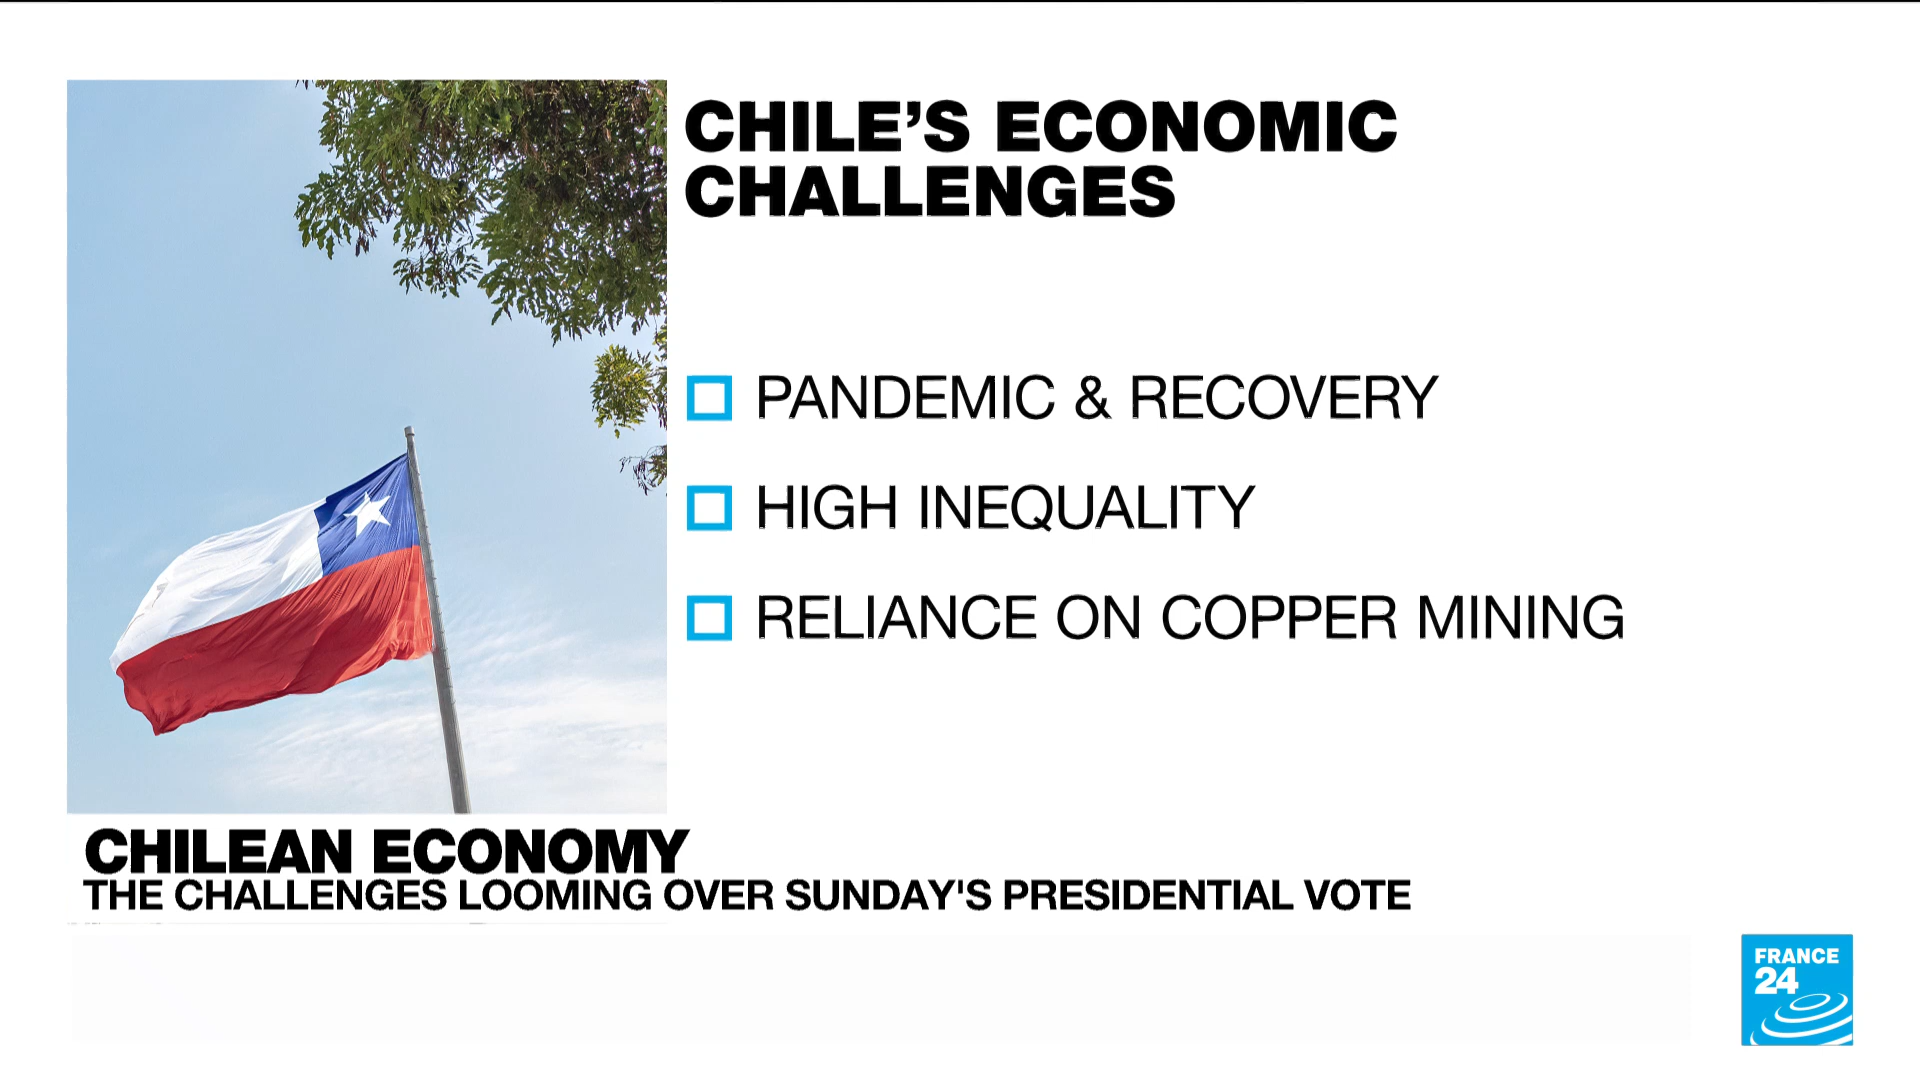 CHILE’S ECONOMIC
CHALLENGES
PANDEMIC & RECOVERY
HIGH INEQUALITY
RELIANCE ON COPPER MINING
CHILEAN ECONOMY
THE CHALLENGES LOOMING OVER SUNDAY'S PRESIDENTIAL VOTE
FRANCE
24